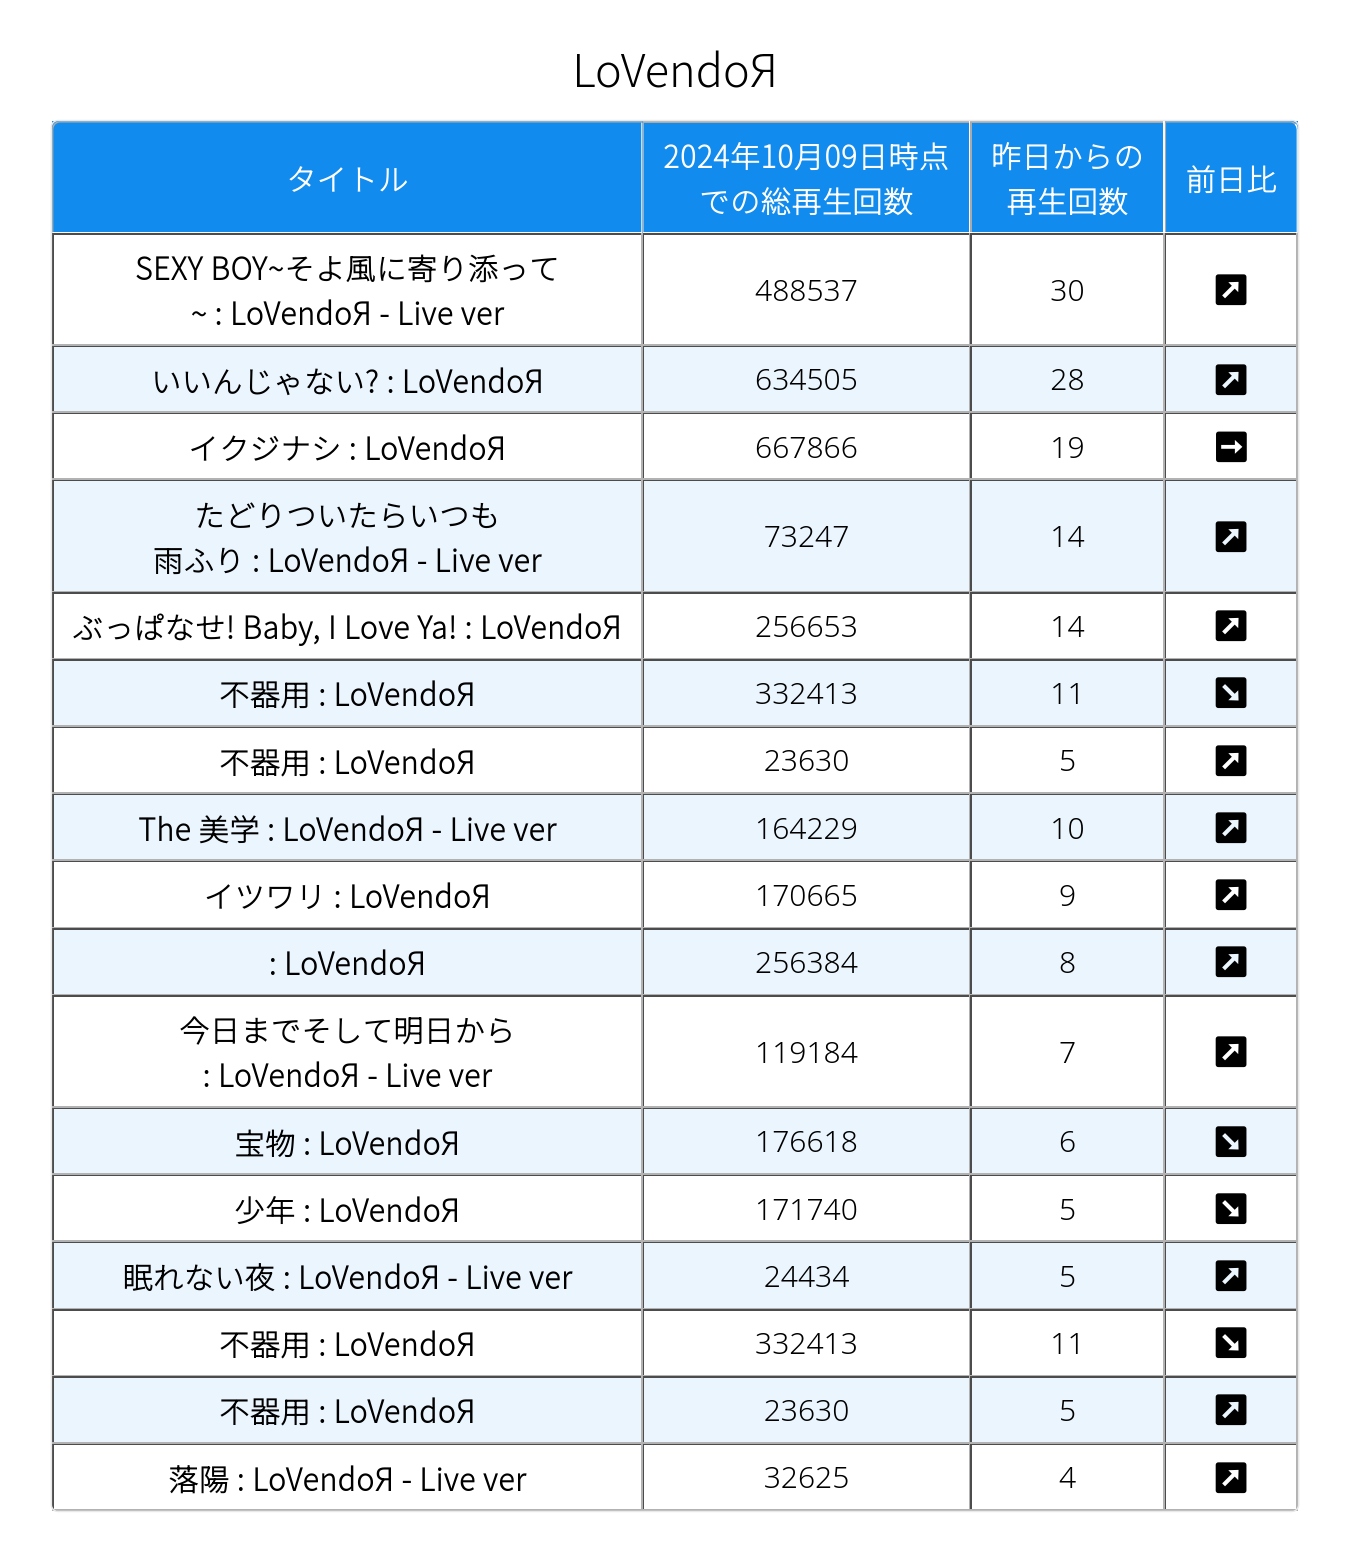 LoVendoЯ
タイトル
2024年10月09日時点
での総再生回数
昨日からの
再生回数
前日比
SEXY BOY~そよ風に寄り添って
~ : LoVendoЯ - Live ver
488537
30
いいんじゃない? : LoVendoЯ
634505
28
イクジナシ : LoVendoЯ
667866
19
たどりついたらいつも
雨ふり : LoVendoЯ - Live ver
73247
14
ぶっぱなせ! Baby, I Love Ya! : LoVendoЯ
256653
14
不器用 : LoVendoЯ
332413
11
不器用 : LoVendoЯ
23630
5
The 美学 : LoVendoЯ - Live ver
164229
10
イツワリ : LoVendoЯ
170665
9
: LoVendoЯ
256384
8
今日までそして明日から
: LoVendoЯ - Live ver
119184
7
宝物 : LoVendoЯ
176618
6
少年 : LoVendoЯ
171740
5
眠れない夜 : LoVendoЯ - Live ver
24434
5
不器用 : LoVendoЯ
332413
11
不器用 : LoVendoЯ
23630
5
落陽 : LoVendoЯ - Live ver
32625
4